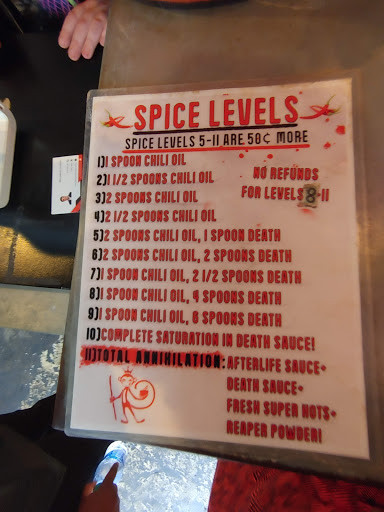 SPICE LEVELS
SPICE LEVELS 5-11 ARE 50¢ MORE
1) 1 SPOON CHILI OIL
2) 1 1/2 SPOONS CHILI OIL
3) 2 SPOONS CHILI OIL
4) 2 1/2 SPOONS CHILI OIL
NO REFUNDS
FOR LEVELS 8-11
5) 2 SPOONS CHILI OIL, 1 SPOON DEATH
6) 2 SPOONS CHILI OIL, 2 SPOONS DEATH
7) 1 SPOON CHILI OIL, 2 1/2 SPOONS DEATH
8) 1 SPOON CHILI OIL, 4 SPOONS DEATH
9) 1 SPOON CHILI OIL, 6 SPOONS DEATH
10) COMPLETE SATURATION IN DEATH SAUCE!
11) TOTAL ANNIHILATION: AFTERLIFE SAUCE+
DEATH SAUCE+
FRESH SUPER HOTS+
REAPER POWDER!